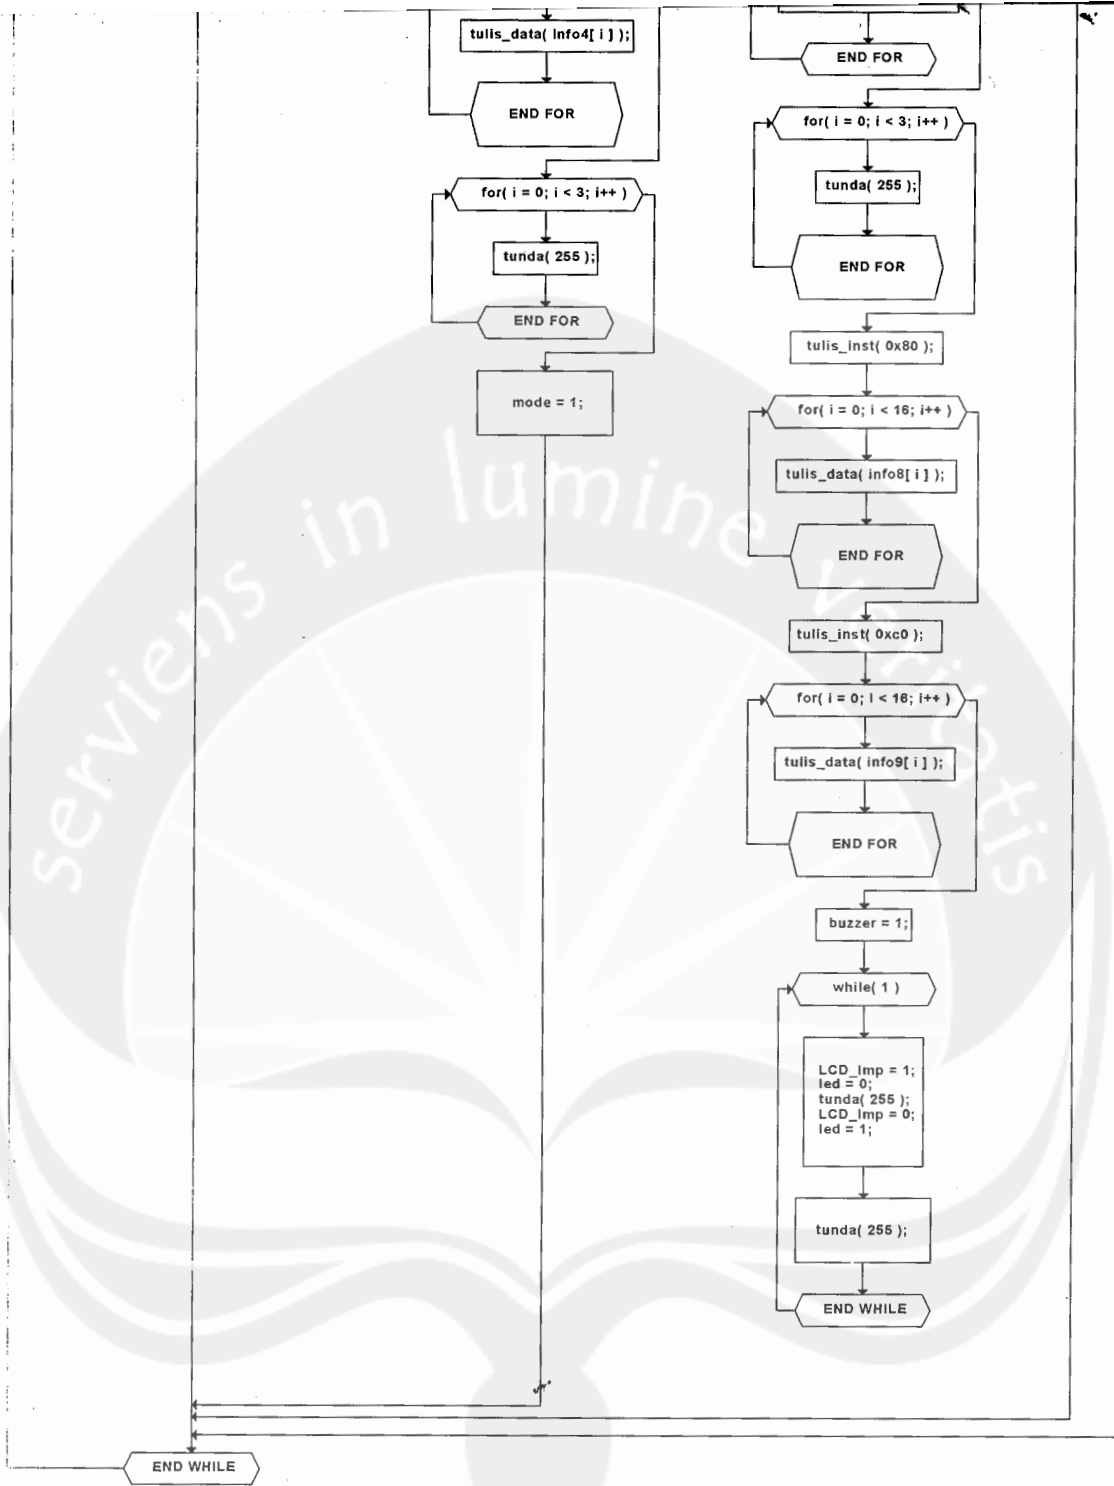 tulis_data( info4[ i ] );
END FOR
for( i = 0; i < 3; i++ )
tunda( 255 );
END FOR
mode = 1;
END FOR
for( i = 0; i < 3; i++ )
tunda( 255 );
END FOR
tulis_inst( 0x80 );
for( i = 0; i < 16; i++ )
tulis_data( info8[ i ] );
END FOR
tulis_inst( 0xc0 );
for( i = 0; i < 16; i++ )
tulis_data( info9[ i ] );
END FOR
buzzer = 1;
while( 1 )
LCD_lmp = 1;
led = 0;
tunda( 255 );
LCD_lmp = 0;
led = 1;
tunda( 255 );
END WHILE
END WHILE
serviens in lumine veritatis